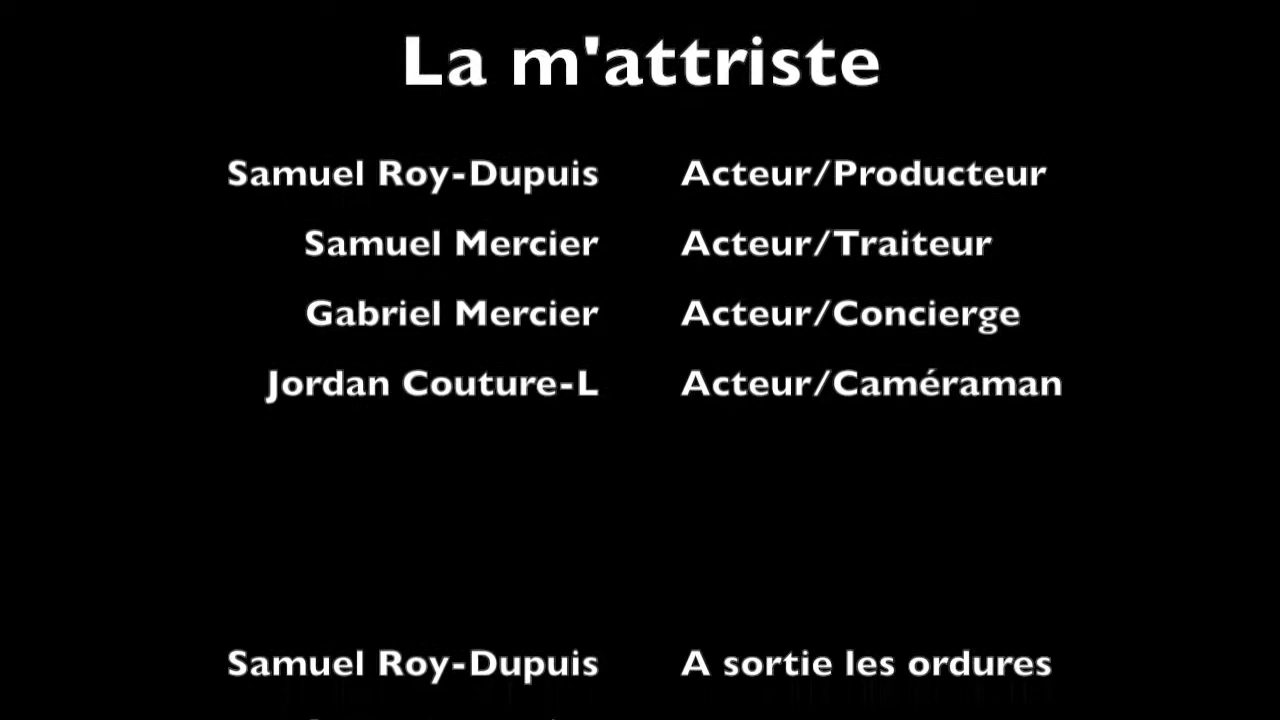 La m'attriste
Samuel Roy-Dupuis Acteur/Producteur
Samuel Mercier Acteur/Traiteur
Gabriel Mercier Acteur/Concierge
Jordan Couture-L Acteur/Caméraman
Samuel Roy-Dupuis A sortie les ordures